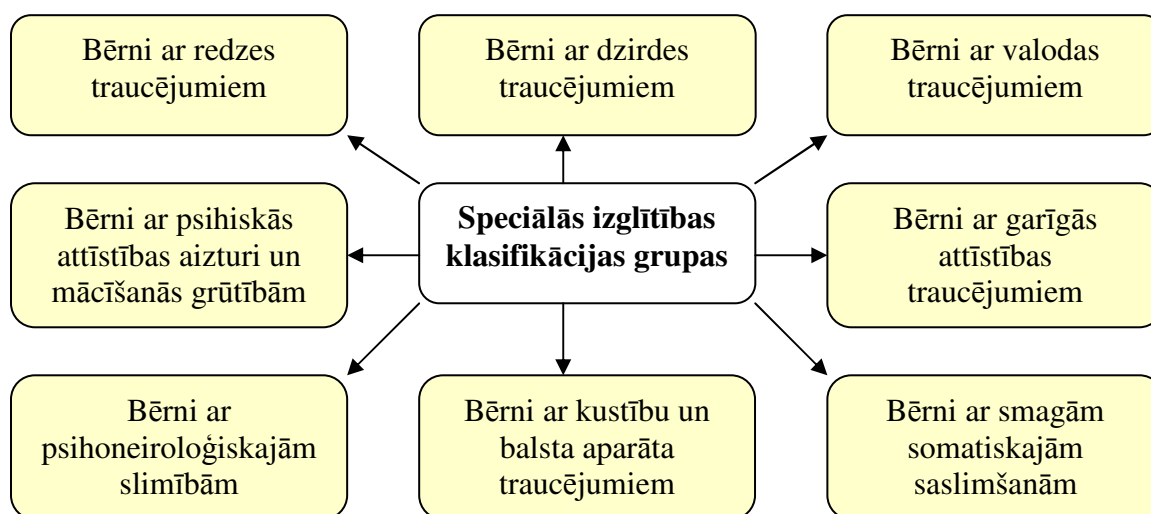 Bērni ar redzes
traucējumiem
Bērni ar dzirdes
traucējumiem
Bērni ar valodas
traucējumiem
Bērni ar psihiskās
attīstības aizturi un
mācīšanās grūtībām
Speciālās izglītības
klasifikācijas grupas
Bērni ar garīgās
attīstības
traucējumiem
Bērni ar
psihoneiroloģiskajām
slimībām
Bērni ar kustību un
balsta aparāta
traucējumiem
Bērni ar smagām
somatiskajām
saslimšanām